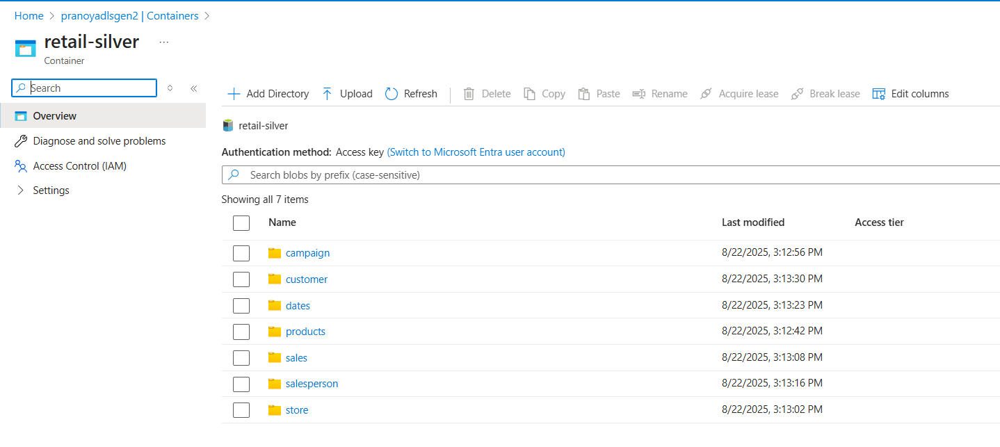 Home > pranoyadlsgen2 | Containers >
retail-silver ...
Container
Search
Overview
Diagnose and solve problems
Access Control (IAM)
Settings
Add Directory Upload Refresh Delete Copy Paste Rename Acquire lease Break lease Edit columns
retail-silver
Authentication method: Access key (Switch to Microsoft Entra user account)
Search blobs by prefix (case-sensitive)
Showing all 7 items
Name Last modified Access tier
campaign 8/22/2025, 3:12:56 PM
customer 8/22/2025, 3:13:30 PM
dates 8/22/2025, 3:13:23 PM
products 8/22/2025, 3:12:42 PM
sales 8/22/2025, 3:13:08 PM
salesperson 8/22/2025, 3:13:16 PM
store 8/22/2025, 3:13:02 PM